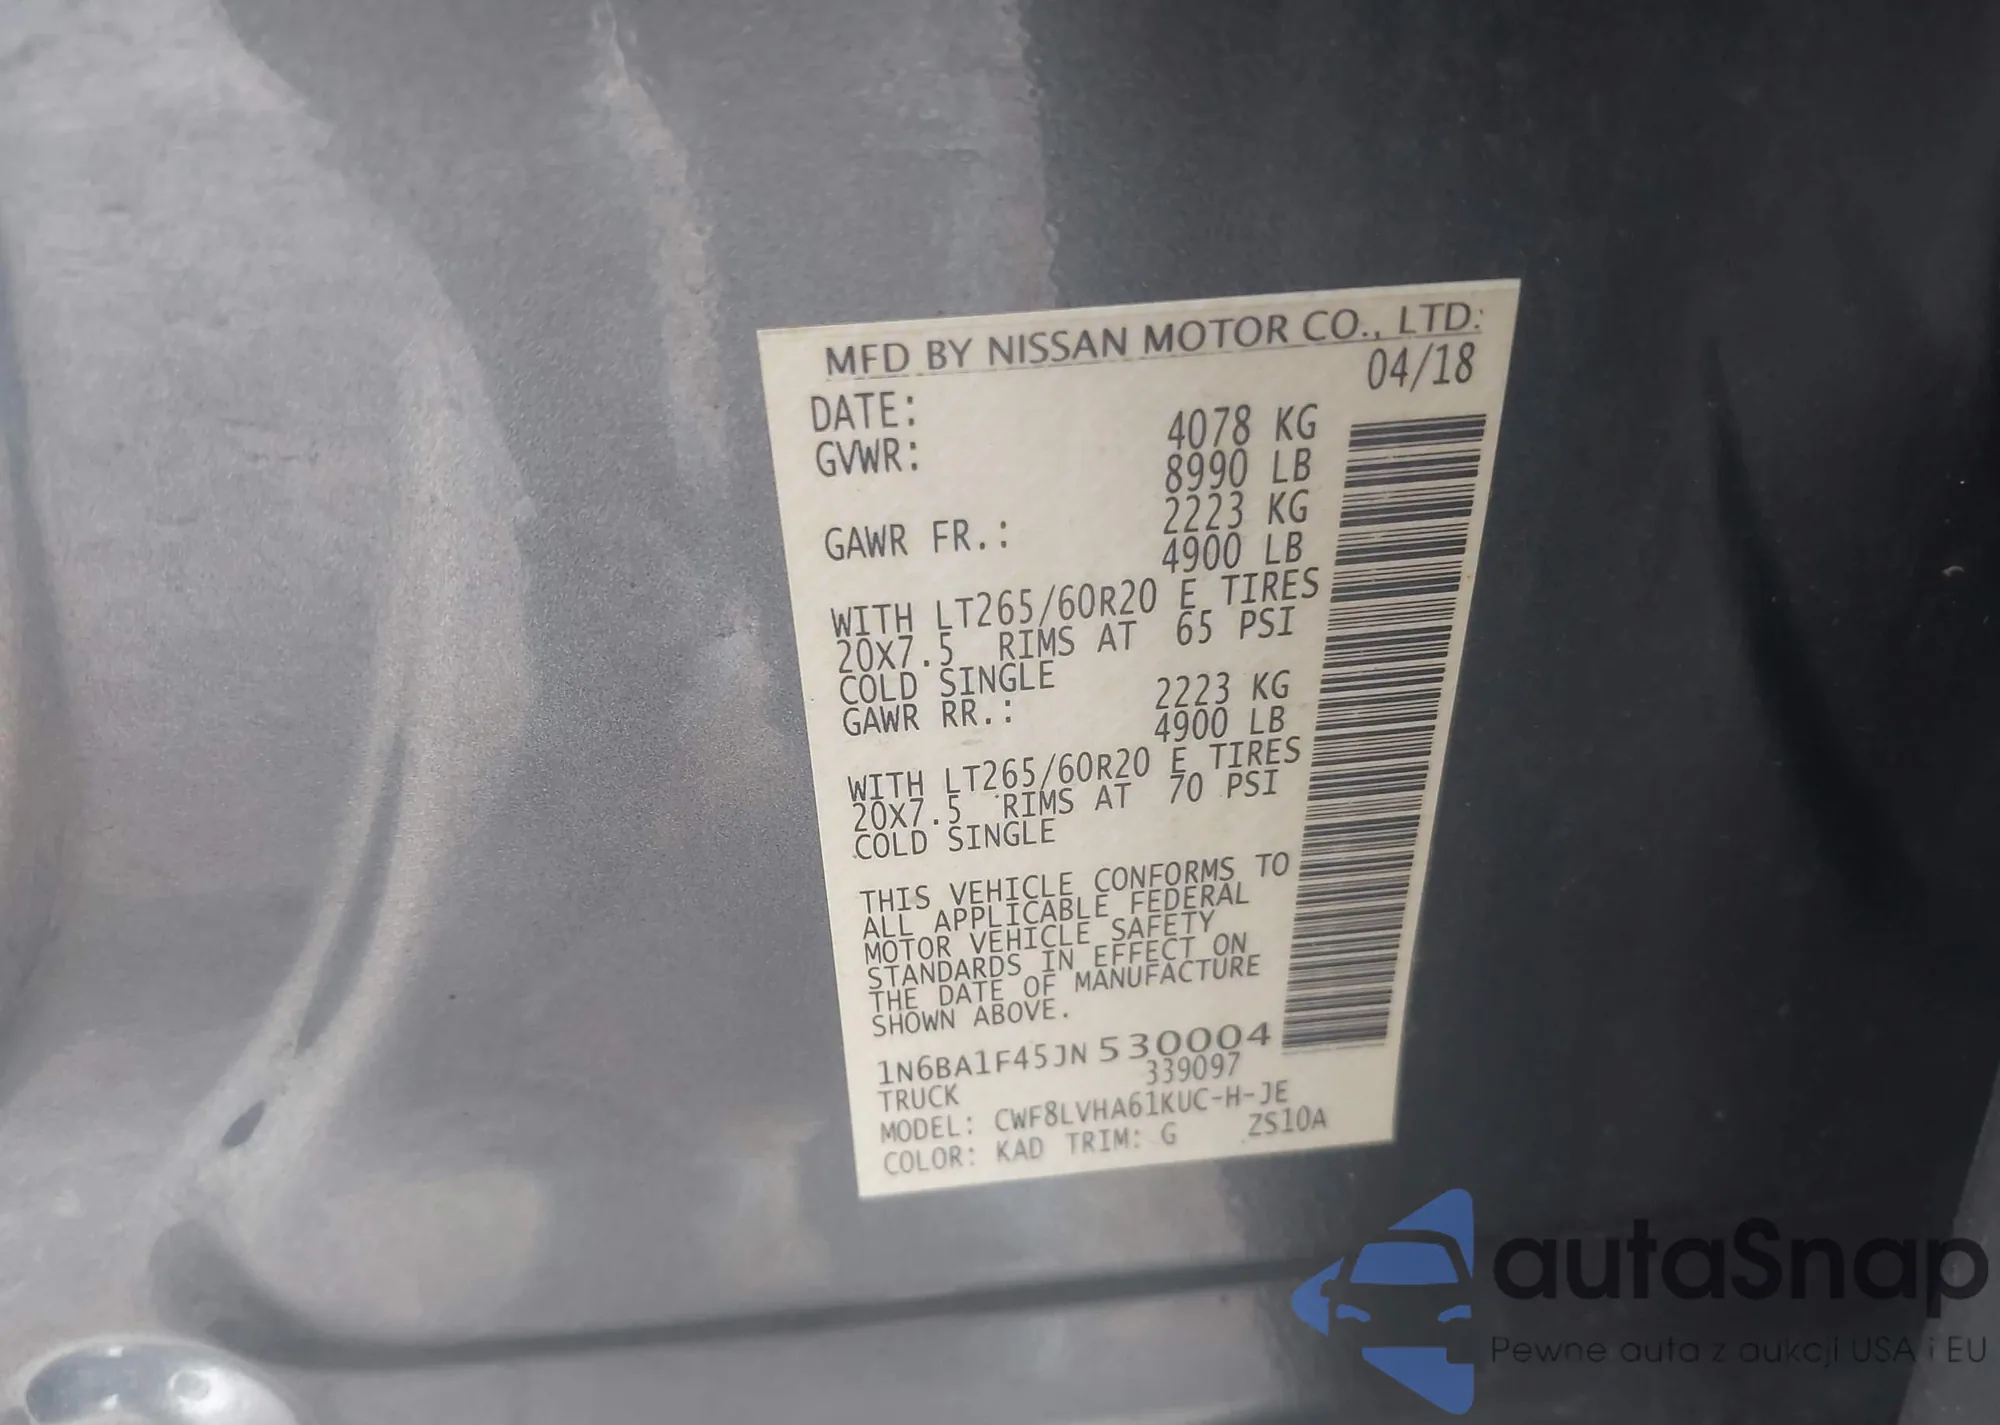 MFD BY NISSAN MOTOR CO., LTD.
DATE: 04/18
GVWR: 4078 KG
8990 LB
GAWR FR.: 2223 KG
4900 LB
WITH LT265/60R20 E TIRES
20X7.5 RIMS AT 65 PSI
COLD SINGLE
GAWR RR.: 2223 KG
4900 LB
WITH LT265/60R20 E TIRES
20X7.5 RIMS AT 70 PSI
COLD SINGLE
THIS VEHICLE CONFORMS TO
ALL APPLICABLE FEDERAL
MOTOR VEHICLE SAFETY
STANDARDS IN EFFECT ON
THE DATE OF MANUFACTURE
SHOWN ABOVE.
1N6BA1F45JN 530004
339097
TRUCK
MODEL: CWF8LVHA61KUC-H-JE
COLOR: KAD TRIM: G ZS10A
autaSnap
Pewne auta z aukcji USA i EU